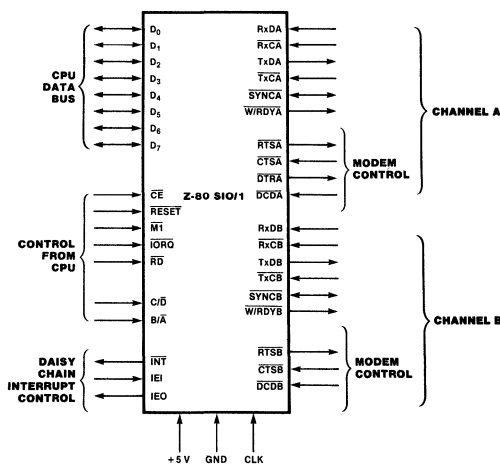 D0
D1
D2
D3
D4
D5
D6
D7
CPU
DATA
BUS
CE
RESET
M1
IORQ
RD
C/D
B/A
CONTROL
FROM
CPU
INT
IEI
IEO
DAISY
CHAIN
INTERRUPT
CONTROL
Z-80 SIO/1
RxDA
RxCA
TxDA
TxCA
SYNCA
W/RDYA
RTSA
CTSA
DTRA
DCDA
MODEM
CONTROL
CHANNEL A
RxDB
RxCB
TxDB
TxCB
SYNCB
W/RDYB
RTSB
CTSB
DCDB
MODEM
CONTROL
CHANNEL B
+5 V
GND
CLK